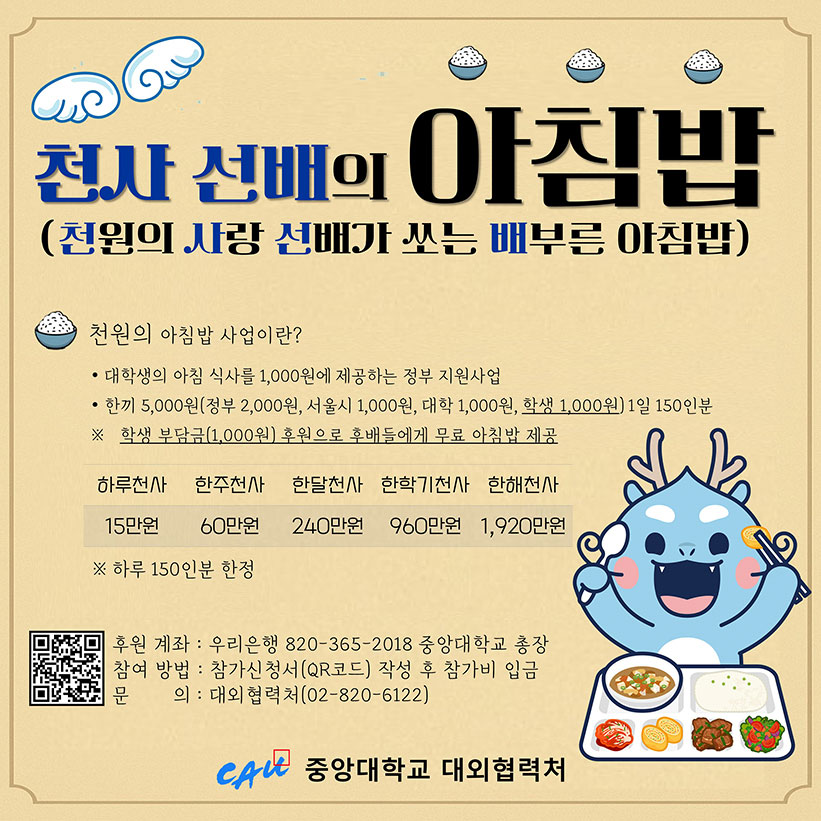 천사 선배의 아침밥
(천원의 사랑 선배가 쏘는 배부른 아침밥)
천원의 아침밥 사업이란?
• 대학생의 아침 식사를 1,000원에 제공하는 정부 지원사업
• 한끼 5,000원(정부 2,000원, 서울시 1,000원, 대학 1,000원, 학생 1,000원) 1일 150인분
※ 학생 부담금(1,000원) 후원으로 후배들에게 무료 아침밥 제공
하루천사 한주천사 한달천사 한학기천사 한해천사
15만원 60만원 240만원 960만원 1,920만원
※ 하루 150인분 한정
후원 계좌 : 우리은행 820-365-2018 중앙대학교 총장
참여 방법 : 참가신청서(QR코드) 작성 후 참가비 입금
문 의 : 대외협력처(02-820-6122)
CAU 중앙대학교 대외협력처